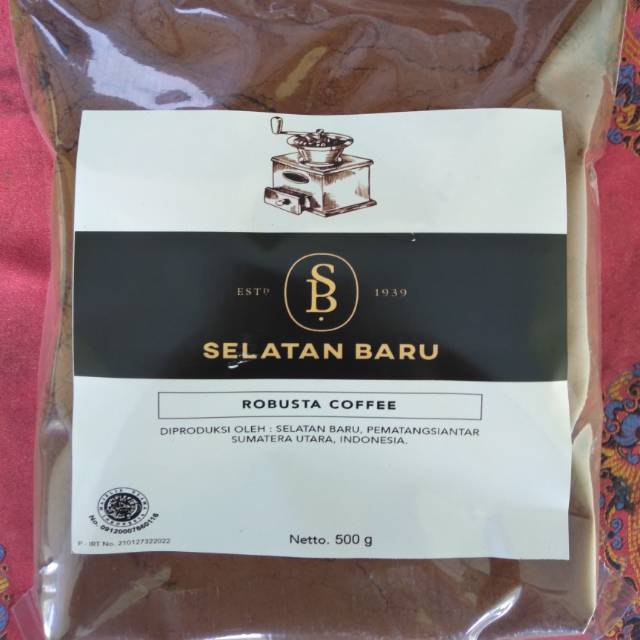 ESTD SB 1939
SELATAN BARU
ROBUSTA COFFEE
DIPRODUKSI OLEH : SELATAN BARU, PEMATANGSIANTAR
SUMATERA UTARA, INDONESIA.
P - IRT No. 210127322022
Netto. 500 g